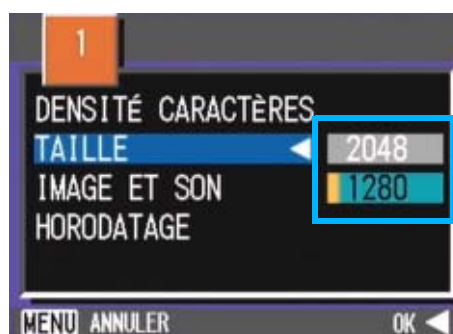 1
DENSITÉ CARACTÈRES
TAILLE 2048
IMAGE ET SON 1280
HORODATAGE
MENU ANNULER OK